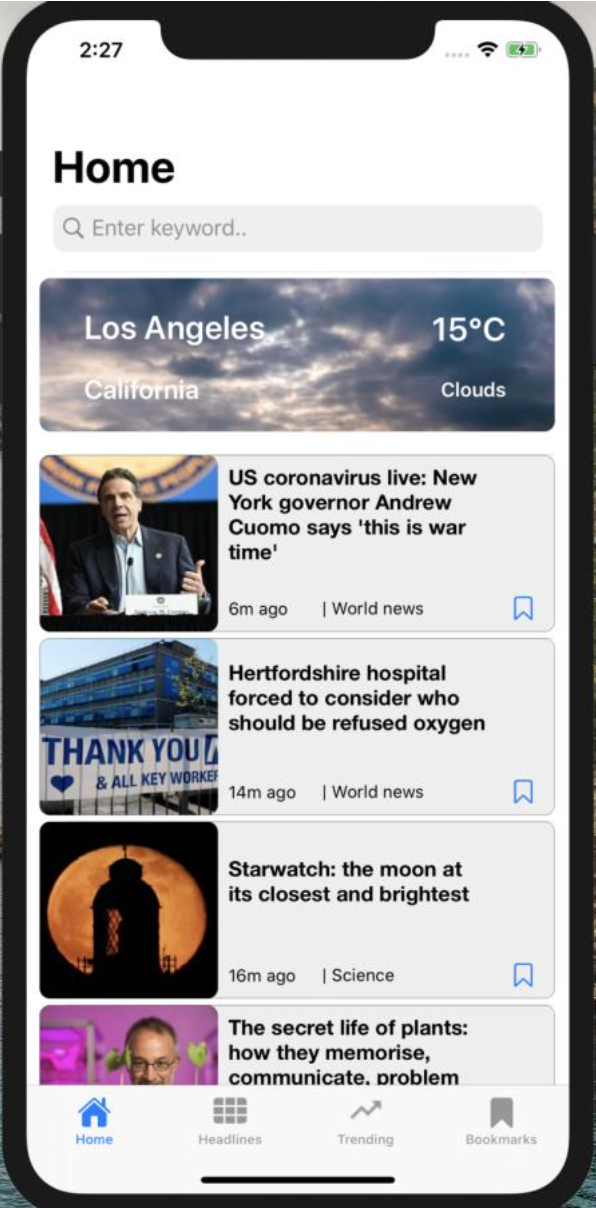 2:27
Home
Enter keyword..
Los Angeles
15°C
California
Clouds
US coronavirus live: New
York governor Andrew
Cuomo says 'this is war
time'
6m ago | World news
THANK YOU
& ALL KEY WORKER
Hertfordshire hospital
forced to consider who
should be refused oxygen
14m ago | World news
Starwatch: the moon at
its closest and brightest
16m ago | Science
The secret life of plants:
how they memorise,
communicate, problem
Home
Headlines
Trending
Bookmarks